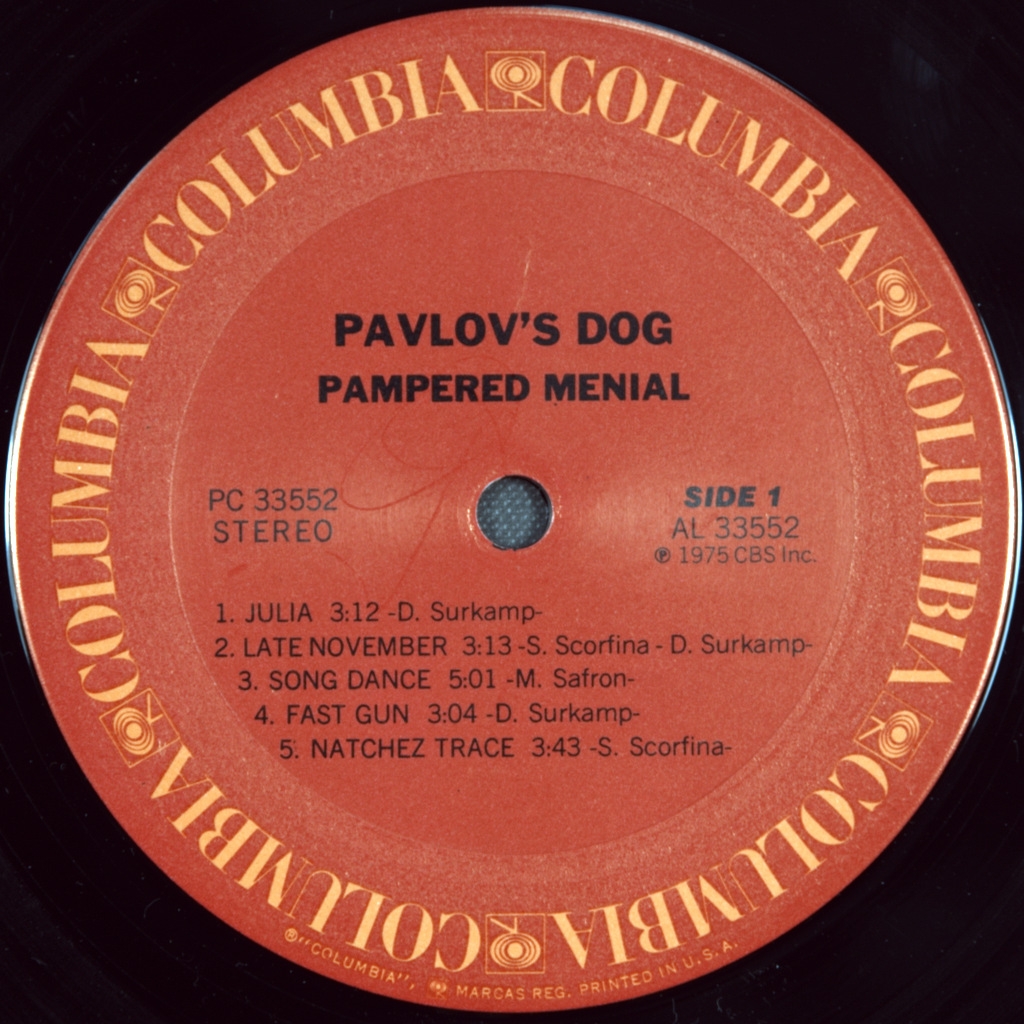 COLUMBIA COLUMBIA COLUMBIA COLUMBIA COLUMBIA COLUMBIA
PAVLOV'S DOG
PAMPERED MENIAL
PC 33552
STEREO
SIDE 1
AL 33552
℗ 1975 CBS Inc.
1. JULIA 3:12 -D. Surkamp-
2. LATE NOVEMBER 3:13 -S. Scorfina - D. Surkamp-
3. SONG DANCE 5:01 -M. Safron-
4. FAST GUN 3:04 -D. Surkamp-
5. NATCHEZ TRACE 3:43 -S. Scorfina-
®"COLUMBIA", MARCAS REG. PRINTED IN U.S.A.